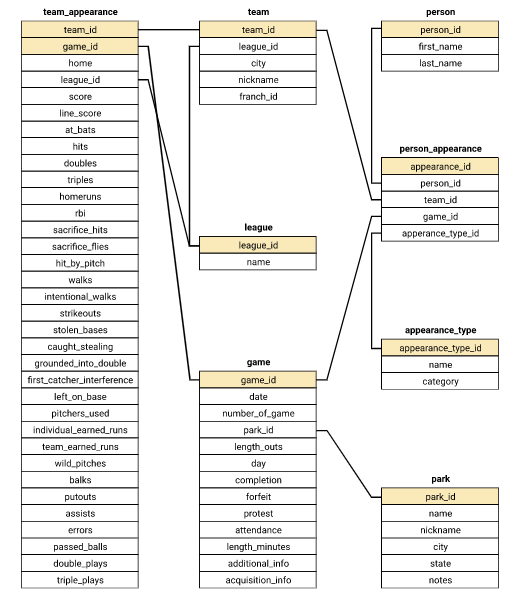 team_appearance
team_id
game_id
home
league_id
score
line_score
at_bats
hits
doubles
triples
homeruns
rbi
sacrifice_hits
sacrifice_flies
hit_by_pitch
walks
intentional_walks
strikeouts
stolen_bases
caught_stealing
grounded_into_double
first_catcher_interference
left_on_base
pitchers_used
individual_earned_runs
team_earned_runs
wild_pitches
balks
putouts
assists
errors
passed_balls
double_plays
triple_plays
team
team_id
league_id
city
nickname
franch_id
league
league_id
name
game
game_id
date
number_of_game
park_id
length_outs
day
completion
forfeit
protest
attendance
length_minutes
additional_info
acquisition_info
person
person_id
first_name
last_name
person_appearance
appearance_id
person_id
team_id
game_id
apperance_type_id
appearance_type
appearance_type_id
name
category
park
park_id
name
nickname
city
state
notes